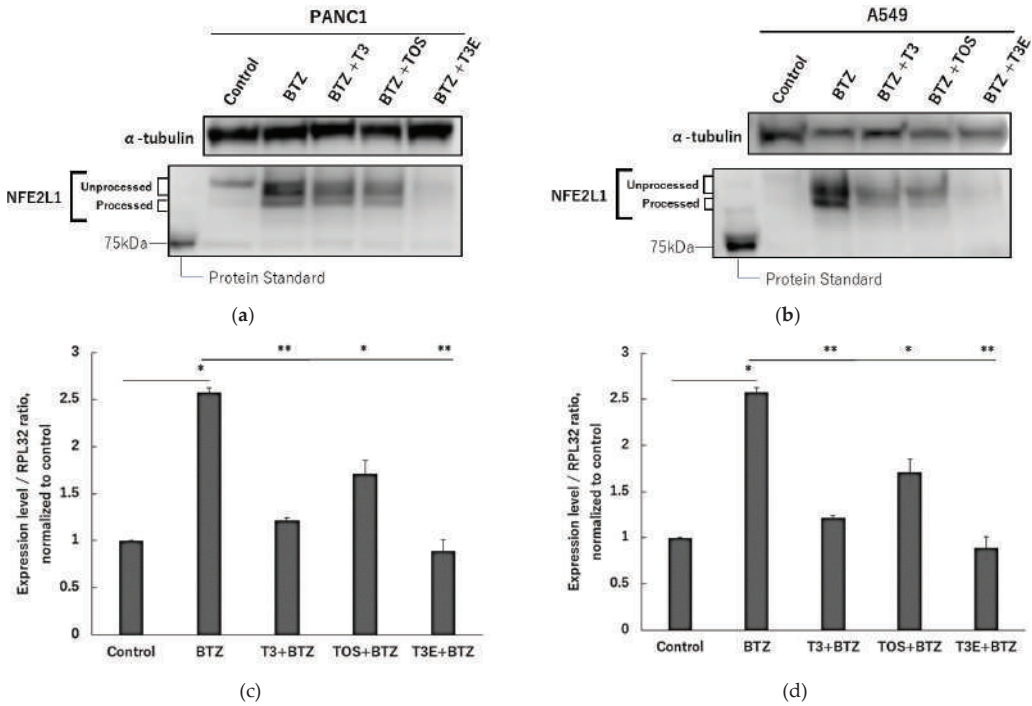 PANC1
Control
BTZ
BTZ +T3
BTZ +TOS
BTZ +T3E
α-tubulin
NFE2L1
Unprocessed
Processed
75kDa
Protein Standard
(a)
A549
Control
BTZ
BTZ +T3
BTZ +TOS
BTZ +T3E
α-tubulin
NFE2L1
Unprocessed
Processed
75kDa
Protein Standard
(b)
Expression level / RPL32 ratio,
normalized to control
3
2.5
2
1.5
1
0.5
0
*
**
*
**
Control
BTZ
T3+BTZ
TOS+BTZ
T3E+BTZ
(c)
Expression level / RPL32 ratio,
normalized to control
3
2.5
2
1.5
1
0.5
0
*
**
*
**
Control
BTZ
T3+BTZ
TOS+BTZ
T3E+BTZ
(d)